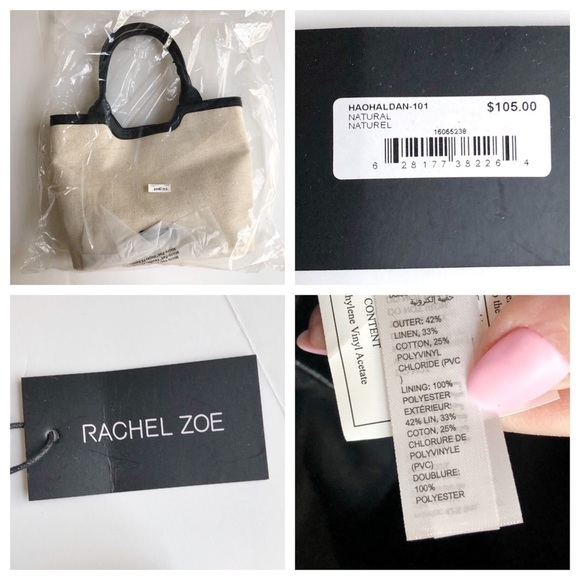 HAOHALDAN-101 $105.00
NATURAL
NATUREL
16055238
6 28177 38226 4
RACHEL ZOE
CONTENT
hylene Vinyl Acetate
OUTER: 42%
LINEN, 33%
COTTON, 25%
POLYVINYL
CHLORIDE (PVC
)
LINING: 100%
POLYESTER
EXTÉRIEUR:
42% LIN, 33%
COTON, 25%
CHLORURE DE
POLYVINYLE
(PVC)
DOUBLURE:
100%
POLYESTER